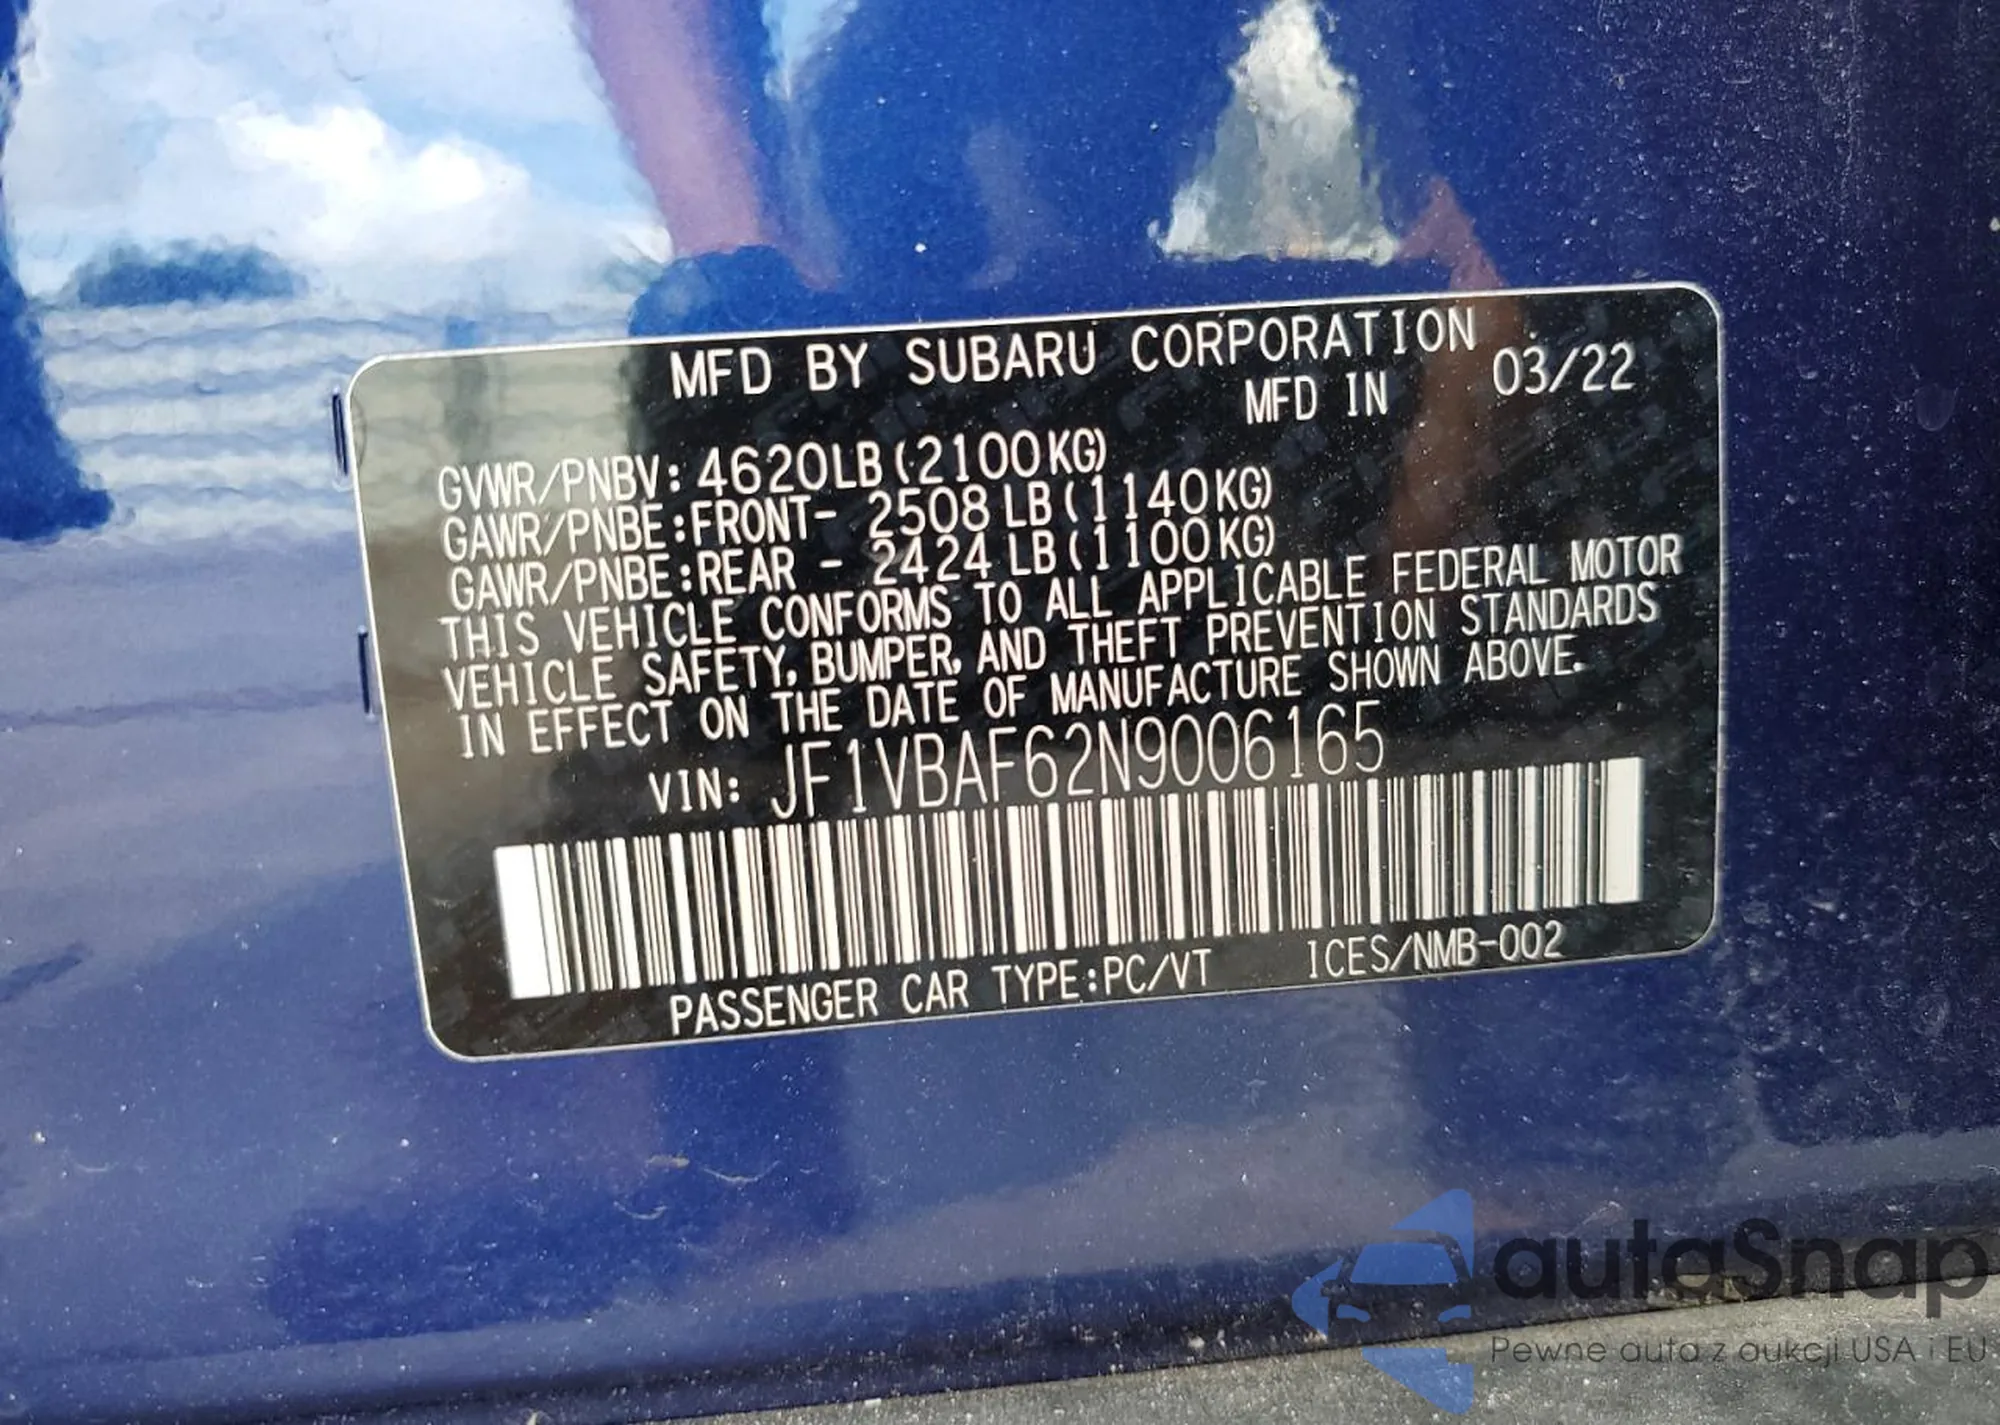 MFD BY SUBARU CORPORATION
MFD IN 03/22
GVWR/PNBV: 4620LB(2100KG)
GAWR/PNBE:FRONT- 2508 LB(1140KG)
GAWR/PNBE:REAR - 2424 LB(1100KG)
THIS VEHICLE CONFORMS TO ALL APPLICABLE FEDERAL MOTOR
VEHICLE SAFETY, BUMPER, AND THEFT PREVENTION STANDARDS
IN EFFECT ON THE DATE OF MANUFACTURE SHOWN ABOVE.
VIN: JF1VBAF62N9006165
PASSENGER CAR TYPE:PC/VT ICES/NMB-002
autoSnap
Pewne auta z aukcji USA i EU